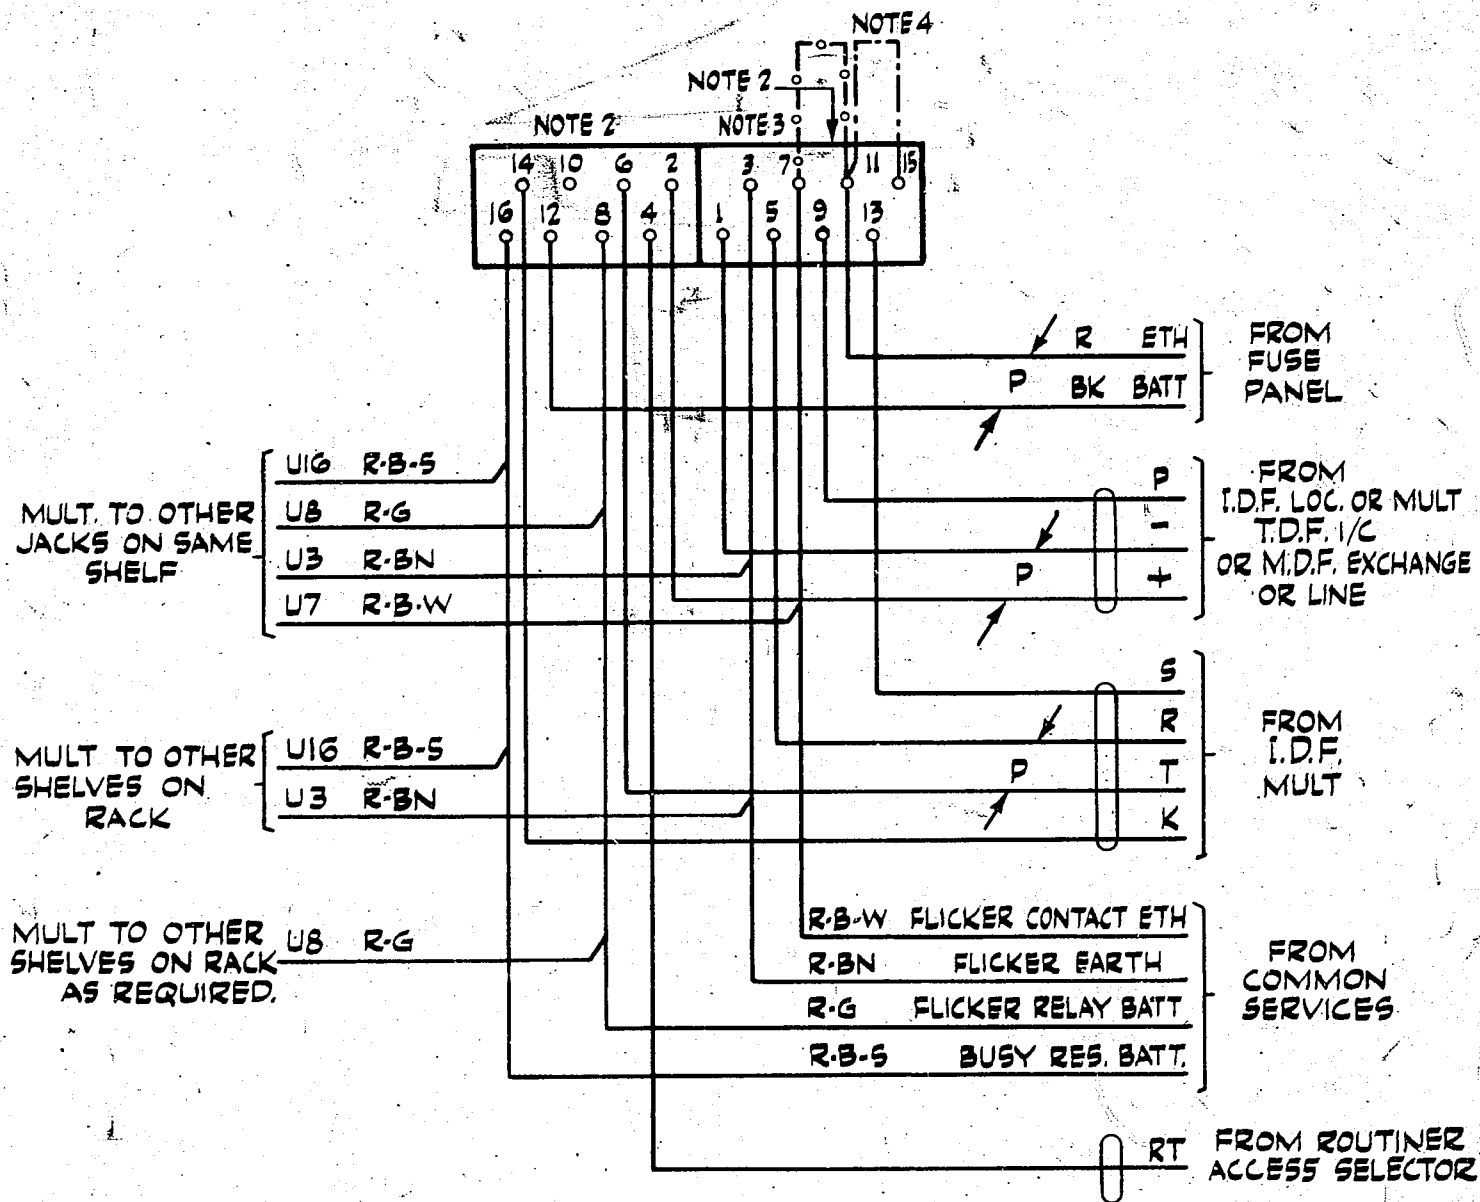 NOTE 4
NOTE 2
NOTE 2
NOTE 3
14 10 6 2 3 7 11 15
16 12 8 4 1 5 9 13
R ETH
P BK BATT
FROM
FUSE
PANEL
U16 R-B-S
U8 R-G
U3 R-BN
U7 R-B-W
MULT. TO OTHER
JACKS ON SAME
SHELF
P
-
P +
FROM
I.D.F. LOC. OR MULT
T.D.F. I/C
OR M.D.F. EXCHANGE
OR LINE
S
R
P T
K
FROM
I.D.F.
MULT
MULT TO OTHER
SHELVES ON
RACK
U16 R-B-S
U3 R-BN
MULT TO OTHER
SHELVES ON RACK
AS REQUIRED.
U8 R-G
R-B-W FLICKER CONTACT ETH
R-BN FLICKER EARTH
R-G FLICKER RELAY BATT
R-B-S BUSY RES. BATT.
FROM
COMMON
SERVICES
RT
FROM ROUTINER
ACCESS SELECTOR